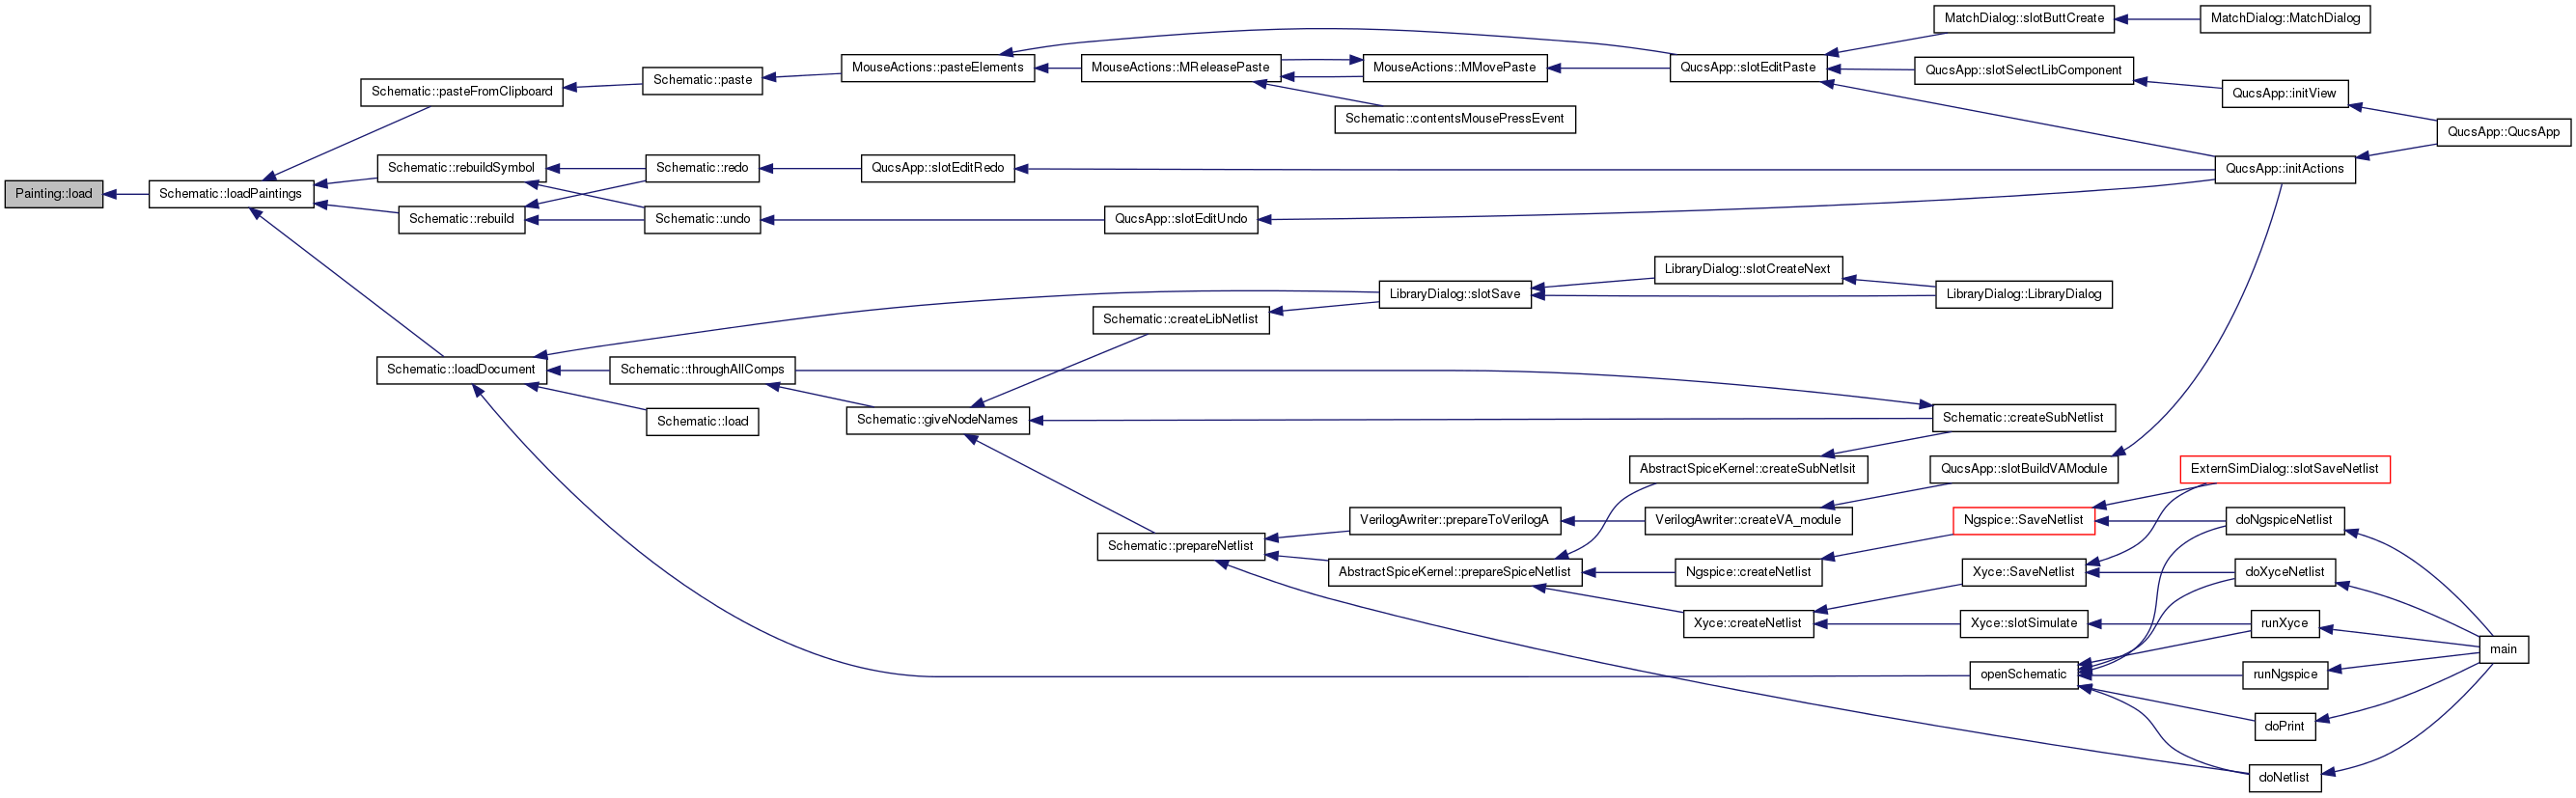 Painting::load
Schematic::loadPaintings
Schematic::pasteFromClipboard
Schematic::paste
MouseActions::pasteElements
MouseActions::MReleasePaste
MouseActions::MMovePaste
Schematic::contentsMousePressEvent
QucsApp::slotEditPaste
MatchDialog::slotButtCreate
MatchDialog::MatchDialog
QucsApp::slotSelectLibComponent
QucsApp::initView
QucsApp::QucsApp
QucsApp::initActions
Schematic::rebuildSymbol
Schematic::redo
QucsApp::slotEditRedo
Schematic::rebuild
Schematic::undo
QucsApp::slotEditUndo
Schematic::loadDocument
LibraryDialog::slotSave
LibraryDialog::slotCreateNext
LibraryDialog::LibraryDialog
Schematic::createLibNetlist
Schematic::throughAllComps
Schematic::load
Schematic::giveNodeNames
Schematic::createSubNetlist
AbstractSpiceKernel::createSubNetlsit
QucsApp::slotBuildVAModule
ExternSimDialog::slotSaveNetlist
Schematic::prepareNetlist
VerilogAwriter::prepareToVerilogA
VerilogAwriter::createVA_module
Ngspice::SaveNetlist
doNgspiceNetlist
AbstractSpiceKernel::prepareSpiceNetlist
Ngspice::createNetlist
Xyce::SaveNetlist
doXyceNetlist
Xyce::createNetlist
Xyce::slotSimulate
runXyce
main
openSchematic
runNgspice
doPrint
doNetlist